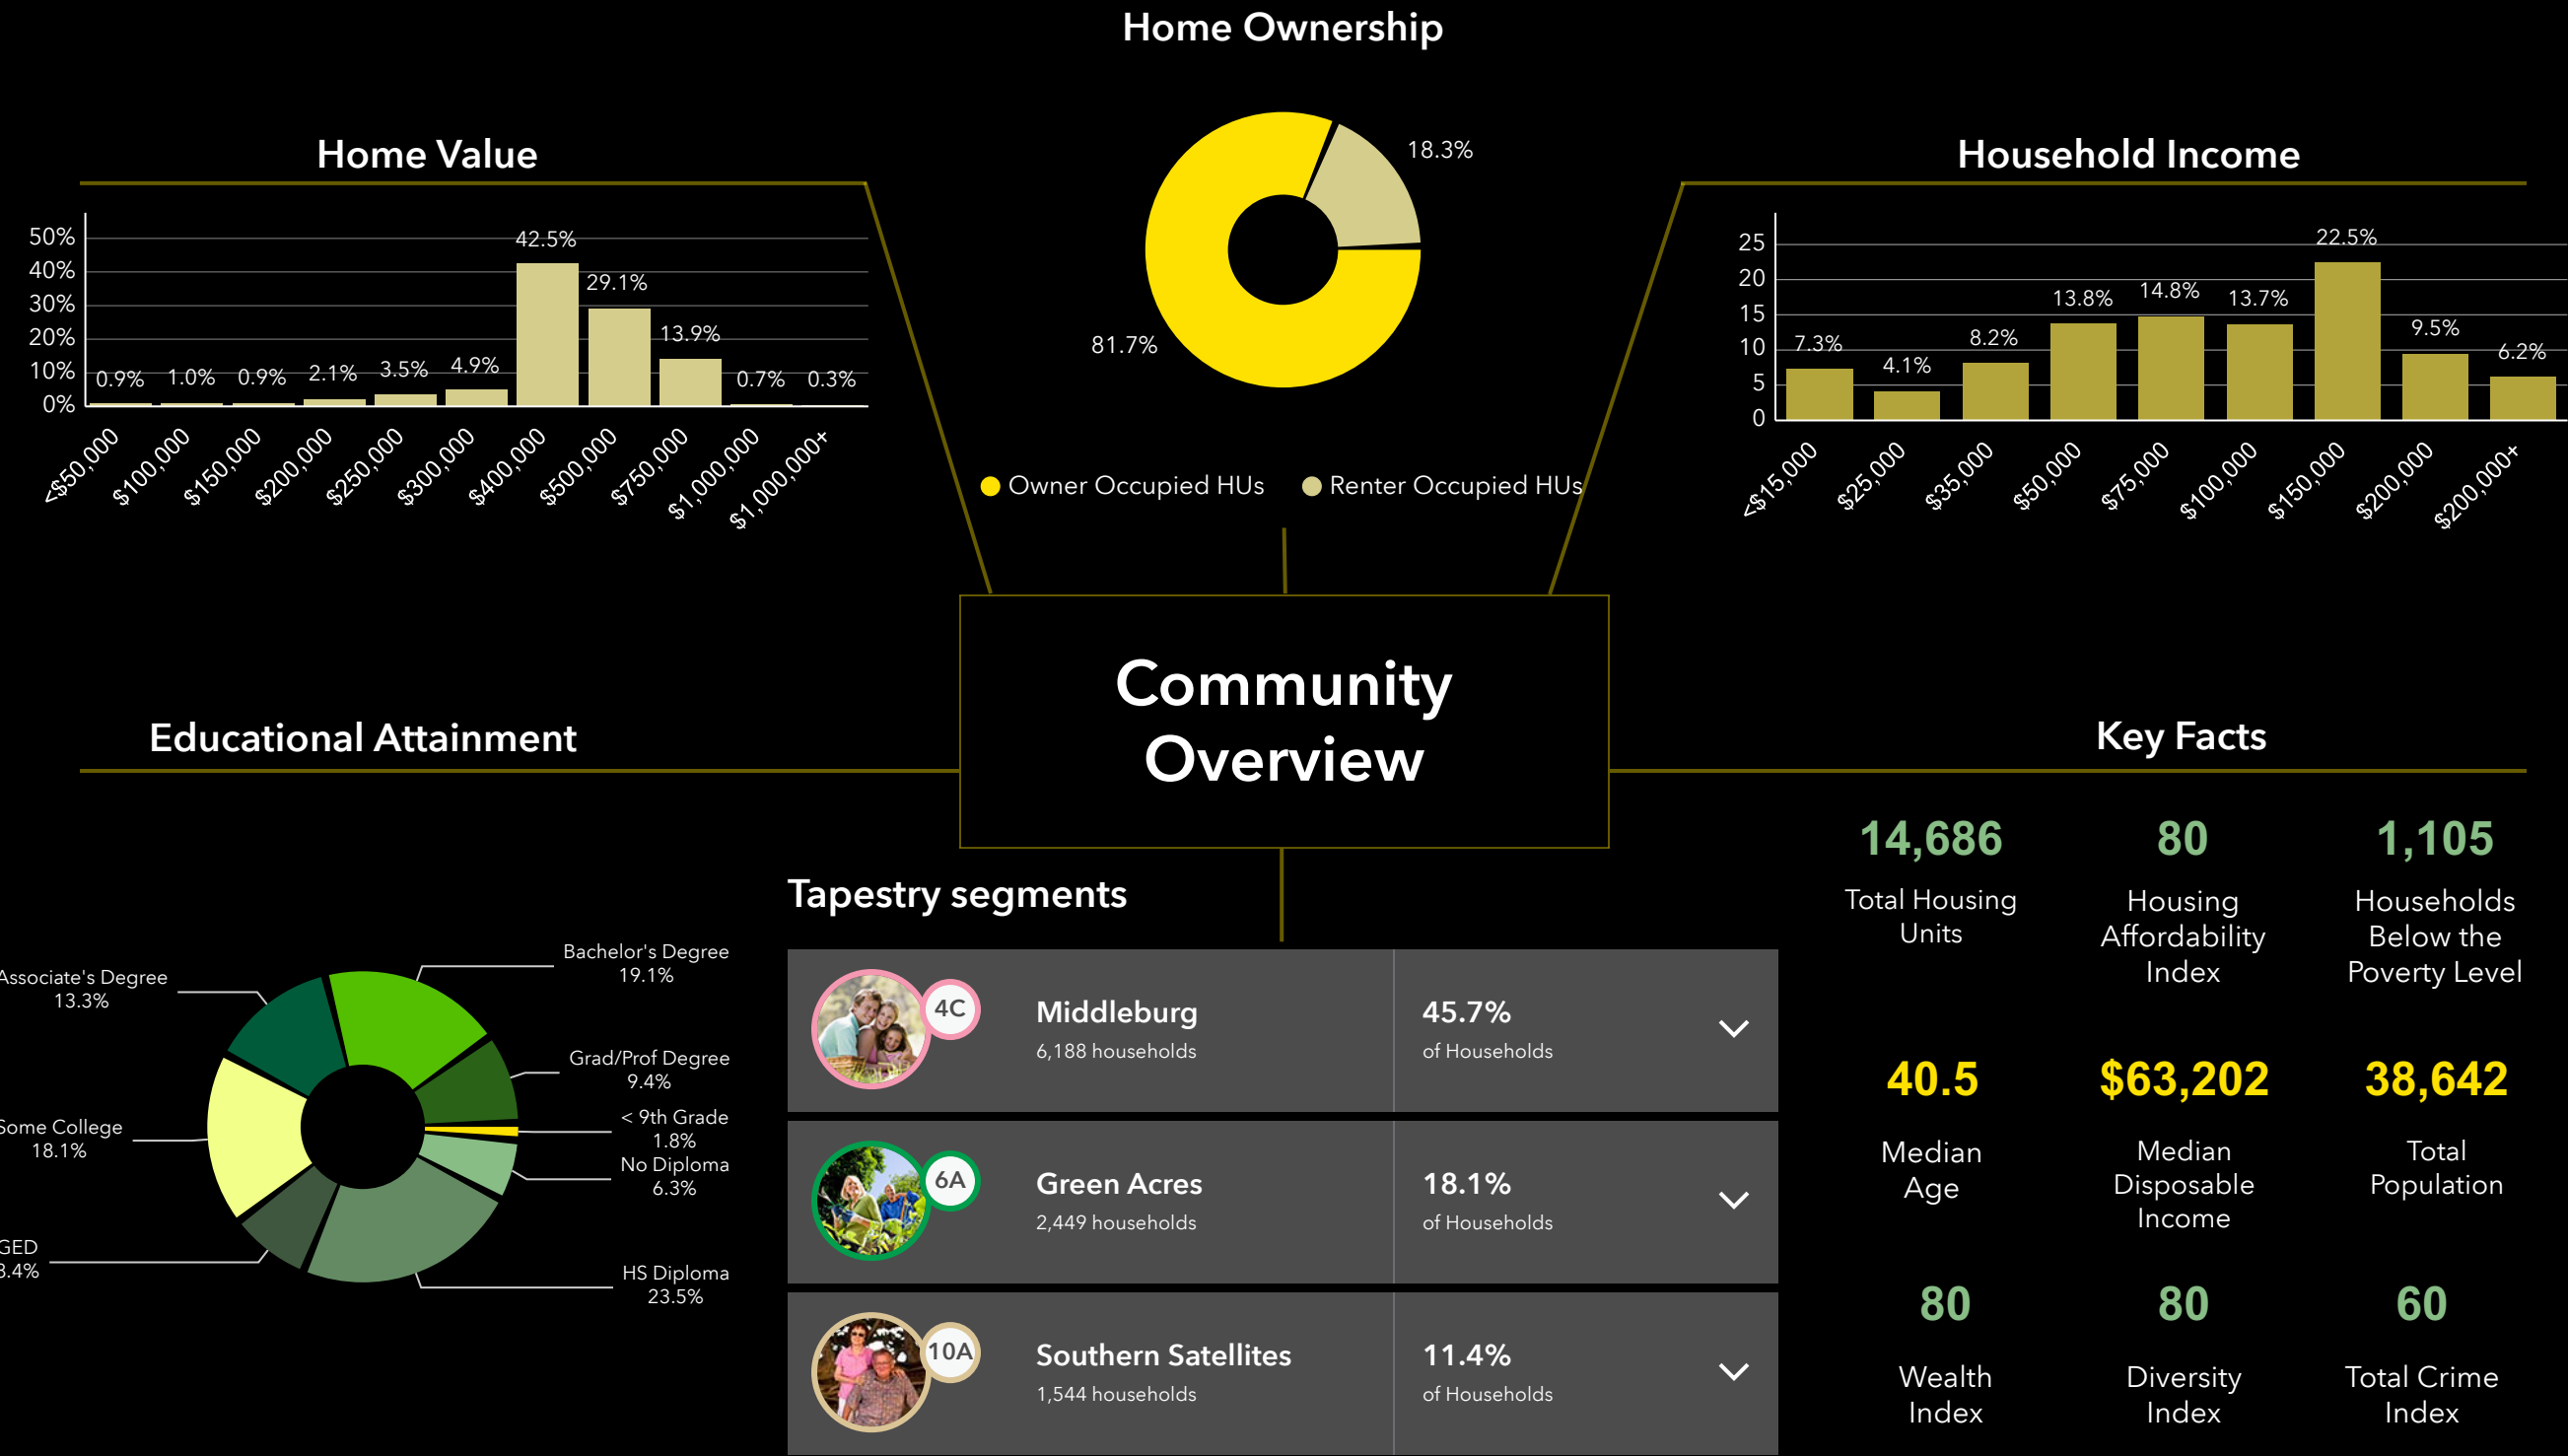 Home Ownership
18.3%
81.7%
Owner Occupied HUs
Renter Occupied HUs
Home Value
50%
40%
30%
20%
10%
0%
0.9%
1.0%
0.9%
2.1%
3.5%
4.9%
42.5%
29.1%
13.9%
0.7%
0.3%
<$50,000
$100,000
$150,000
$200,000
$250,000
$300,000
$400,000
$500,000
$750,000
$1,000,000
$1,000,000+
Household Income
25
20
15
10
5
0
7.3%
4.1%
8.2%
13.8%
14.8%
13.7%
22.5%
9.5%
6.2%
<$15,000
$25,000
$35,000
$50,000
$75,000
$100,000
$150,000
$200,000
$200,000+
Community
Overview
Educational Attainment
Bachelor's Degree
19.1%
Grad/Prof Degree
9.4%
< 9th Grade
1.8%
No Diploma
6.3%
HS Diploma
23.5%
GED
8.4%
Some College
18.1%
Associate's Degree
13.3%
Tapestry segments
4C
Middleburg
6,188 households
45.7%
of Households
6A
Green Acres
2,449 households
18.1%
of Households
10A
Southern Satellites
1,544 households
11.4%
of Households
Key Facts
14,686
Total Housing
Units
80
Housing
Affordability
Index
1,105
Households
Below the
Poverty Level
40.5
Median
Age
$63,202
Median
Disposable
Income
38,642
Total
Population
80
Wealth
Index
80
Diversity
Index
60
Total Crime
Index